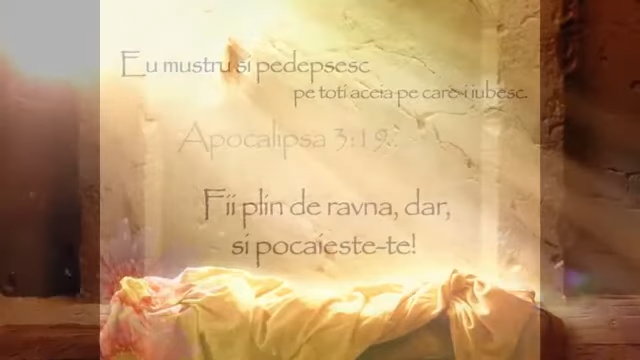 Eu mustru si pedepsesc
pe toti aceia pe care-i iubesc.
Apocalipsa 3:19.
Fii plin de ravna, dar,
si pocaieste-te!